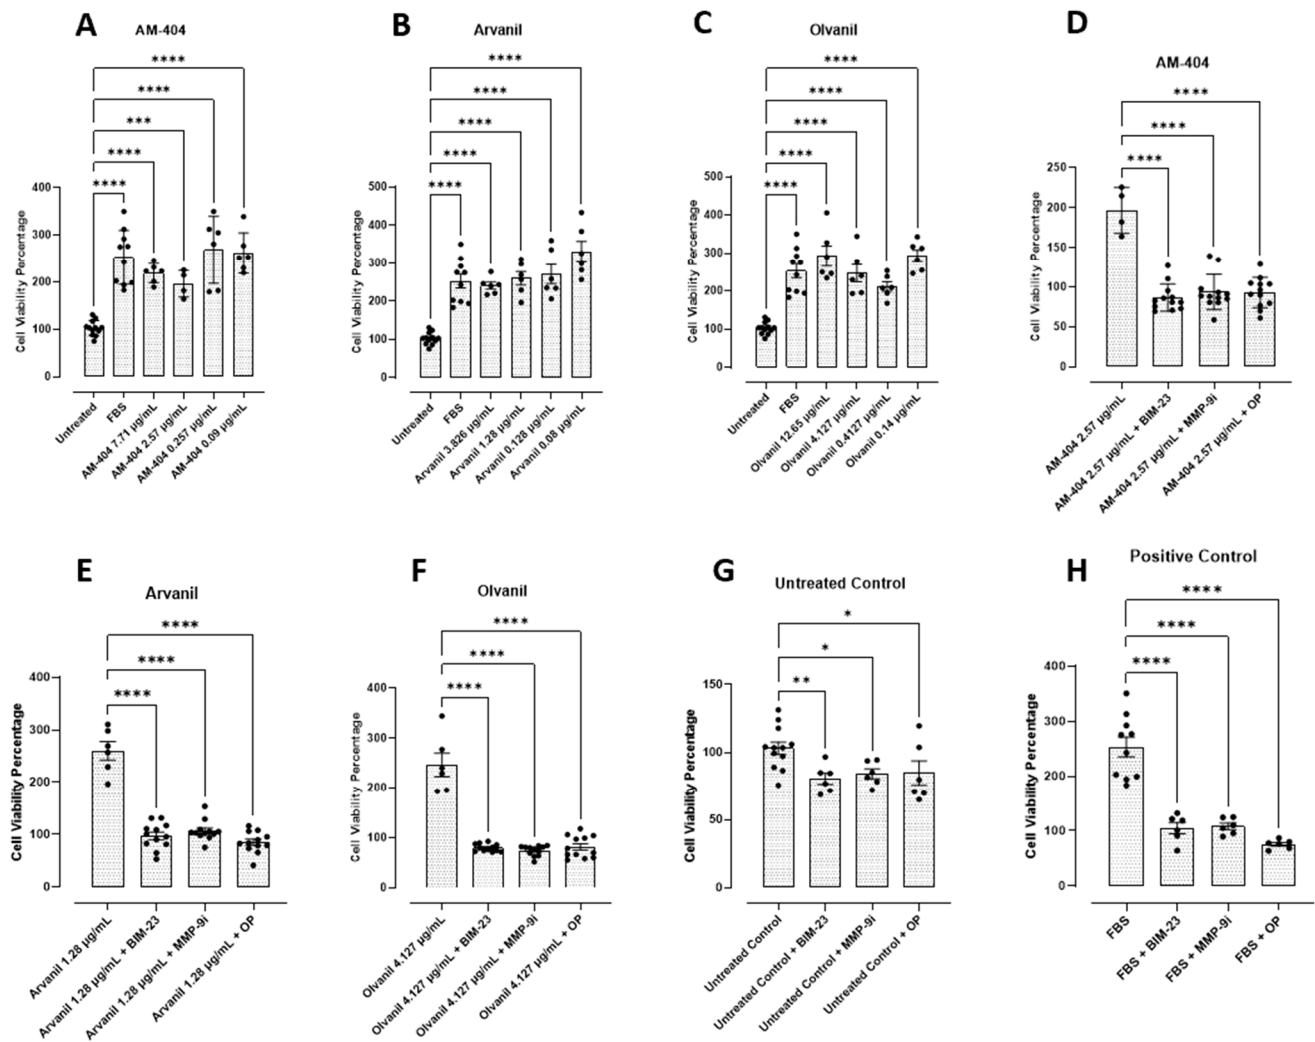 A
AM-404
****
****
***
****
****
Cell Viability Percentage
400
300
200
100
0
Untreated
FBS
AM-404 7.71 µg/mL
AM-404 2.57 µg/mL
AM-404 0.257 µg/mL
AM-404 0.09 µg/mL
B
Arvanil
****
****
****
****
****
Cell Viability Percentage
500
400
300
200
100
0
Untreated
FBS
Arvanil 3.826 µg/mL
Arvanil 1.28 µg/mL
Arvanil 0.128 µg/mL
Arvanil 0.08 µg/mL
C
Olvanil
****
****
****
****
****
Cell Viability Percentage
500
400
300
200
100
0
Untreated
FBS
Olvanil 12.65 µg/mL
Olvanil 4.127 µg/mL
Olvanil 0.4127 µg/mL
Olvanil 0.14 µg/mL
D
AM-404
****
****
****
Cell Viability Percentage
250
200
150
100
50
0
AM-404 2.57 µg/mL
AM-404 2.57 µg/mL + BIM-23
AM-404 2.57 µg/mL + MMP-9i
AM-404 2.57 µg/mL + OP
E
Arvanil
****
****
****
Cell Viability Percentage
400
300
200
100
0
Arvanil 1.28 µg/mL
Arvanil 1.28 µg/mL + BIM-23
Arvanil 1.28 µg/mL + MMP-9i
Arvanil 1.28 µg/mL + OP
F
Olvanil
****
****
****
Cell Viability Percentage
400
300
200
100
0
Olvanil 4.127 µg/mL
Olvanil 4.127 µg/mL + BIM-23
Olvanil 4.127 µg/mL + MMP-9i
Olvanil 4.127 µg/mL + OP
G
Untreated Control
*
*
**
Cell Viability Percentage
150
100
50
0
Untreated Control
Untreated Control + BIM-23
Untreated Control + MMP-9i
Untreated Control + OP
H
Positive Control
****
****
****
Cell Viability Percentage
400
300
200
100
0
FBS
FBS + BIM-23
FBS + MMP-9i
FBS + OP